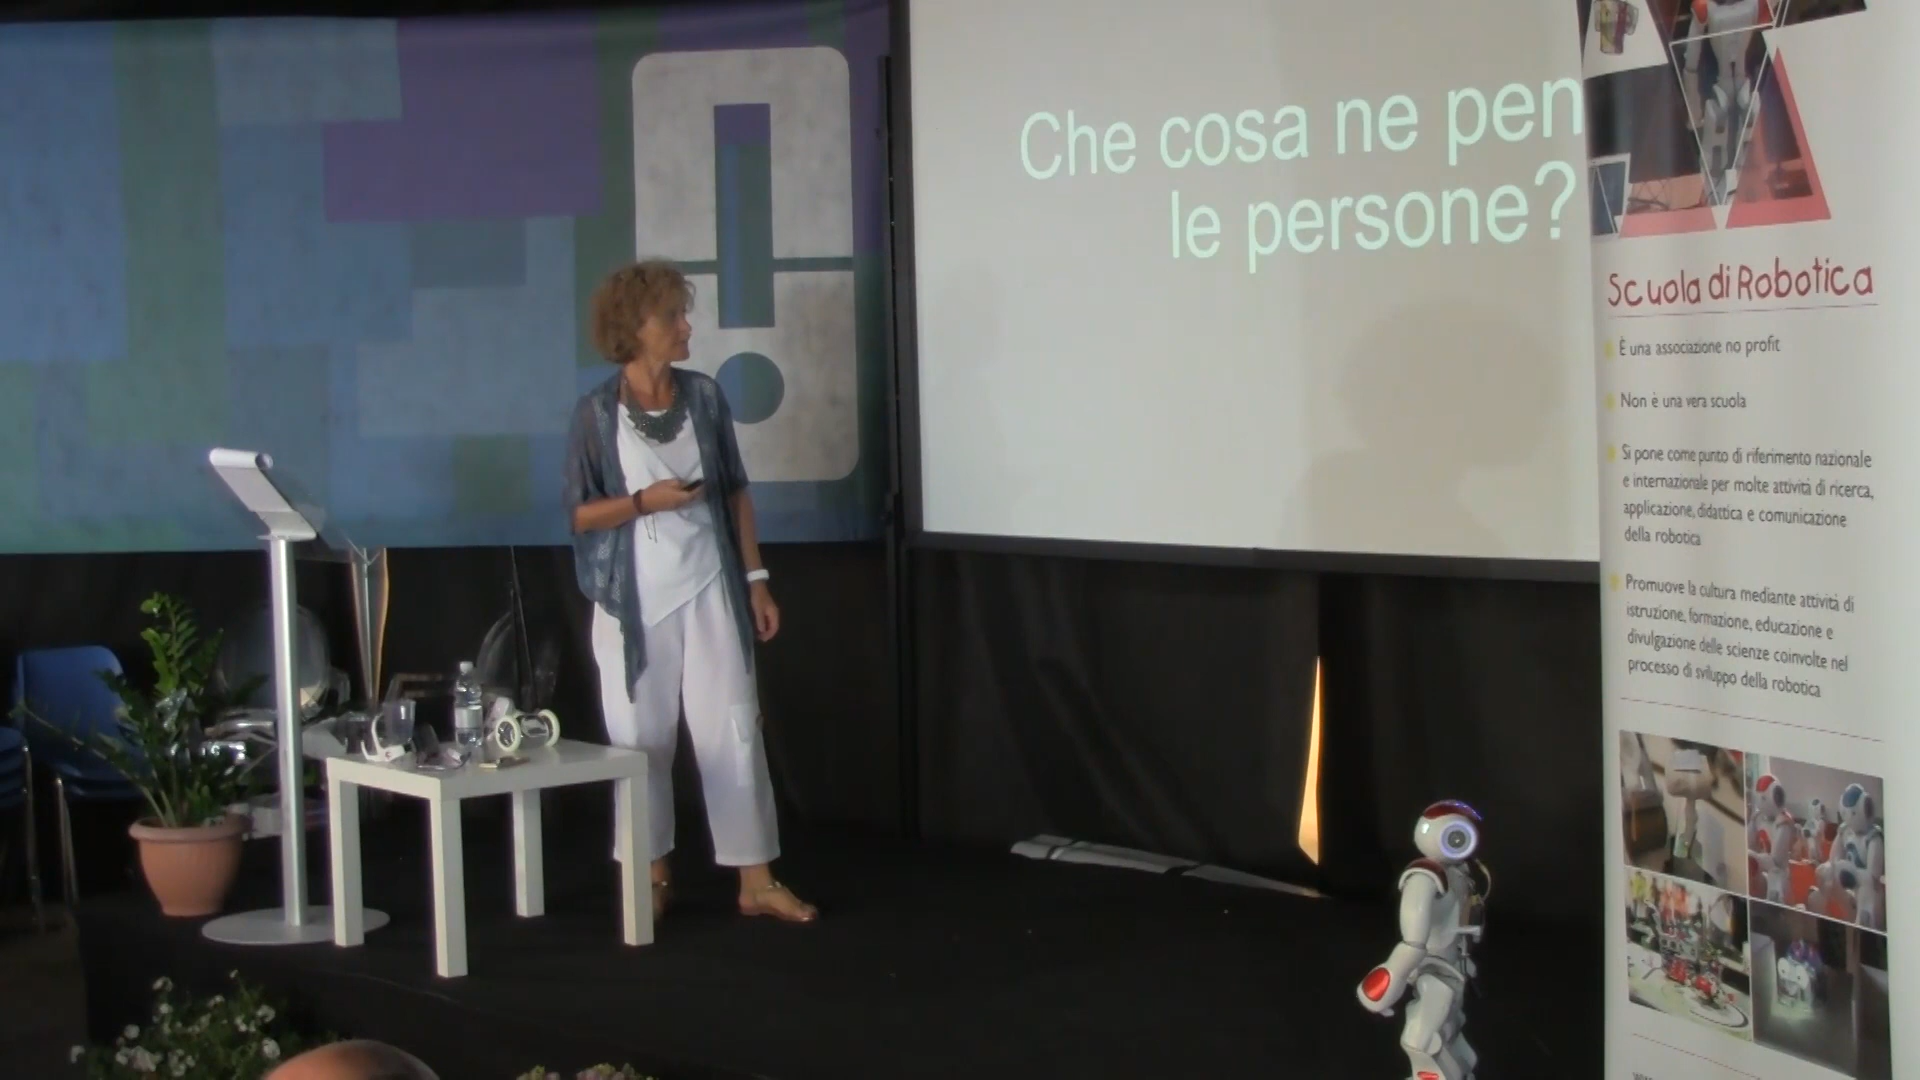 Che cosa ne pen
le persone?
Scuola di Robotica
È una associazione no profit
Non è una vera scuola
Si pone come punto di riferimento nazionale
e internazionale per molte attività di ricerca,
applicazione, didattica e comunicazione
della robotica
Promuove la cultura mediante attività di
istruzione, formazione, educazione e
divulgazione delle scienze coinvolte nel
processo di sviluppo della robotica